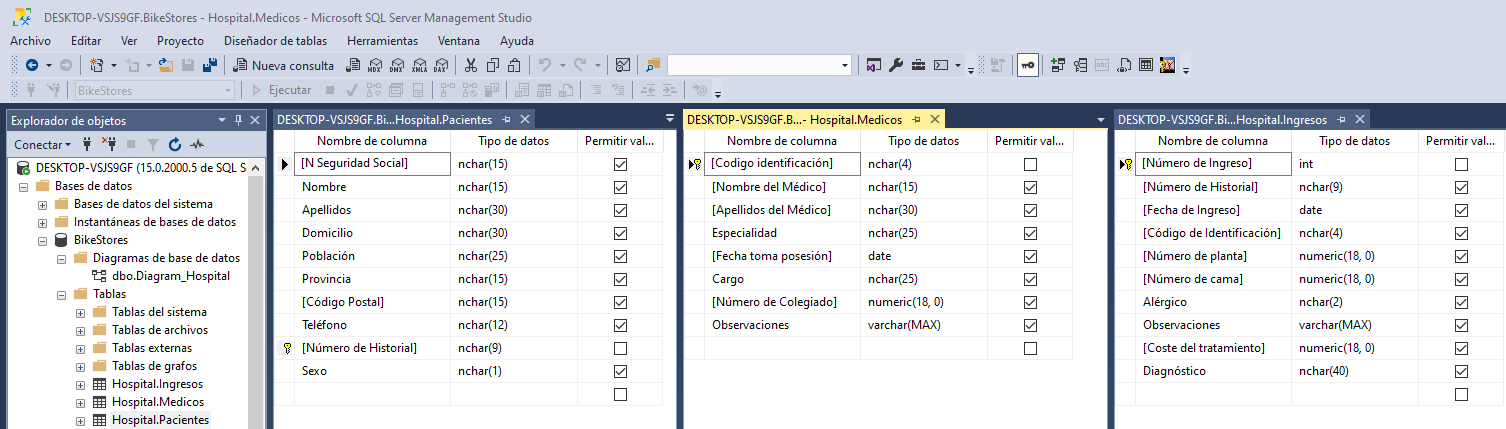 DESKTOP-VSJS9GF.BikeStores - Hospital.Medicos - Microsoft SQL Server Management Studio
Archivo Editar Ver Proyecto Diseñador de tablas Herramientas Ventana Ayuda
Nueva consulta MDX DMX XMLA DAX
BikeStores Ejecutar
Explorador de objetos
Conectar
DESKTOP-VSJS9GF (15.0.2000.5 de SQL S
Bases de datos
Bases de datos del sistema
Instantáneas de bases de datos
BikeStores
Diagramas de base de datos
dbo.Diagram_Hospital
Tablas
Tablas del sistema
Tablas de archivos
Tablas externas
Tablas de grafos
Hospital.Ingresos
Hospital.Medicos
Hospital.Pacientes
DESKTOP-VSJS9GF.Bi...Hospital.Pacientes
Nombre de columna Tipo de datos Permitir val...
[N Seguridad Social] nchar(15)
Nombre nchar(15)
Apellidos nchar(30)
Domicilio nchar(30)
Población nchar(25)
Provincia nchar(15)
[Código Postal] nchar(15)
Teléfono nchar(12)
[Número de Historial] nchar(9)
Sexo nchar(1)
DESKTOP-VSJS9GF.B...- Hospital.Medicos
Nombre de columna Tipo de datos Permitir val...
[Codigo identificación] nchar(4)
[Nombre del Médico] nchar(15)
[Apellidos del Médico] nchar(30)
Especialidad nchar(25)
[Fecha toma posesión] date
Cargo nchar(25)
[Número de Colegiado] numeric(18, 0)
Observaciones varchar(MAX)
DESKTOP-VSJS9GF.Bi...Hospital.Ingresos
Nombre de columna Tipo de datos Permitir val...
[Número de Ingreso] int
[Número de Historial] nchar(9)
[Fecha de Ingreso] date
[Código de Identificación] nchar(4)
[Número de planta] numeric(18, 0)
[Número de cama] numeric(18, 0)
Alérgico nchar(2)
Observaciones varchar(MAX)
[Coste del tratamiento] numeric(18, 0)
Diagnóstico nchar(40)